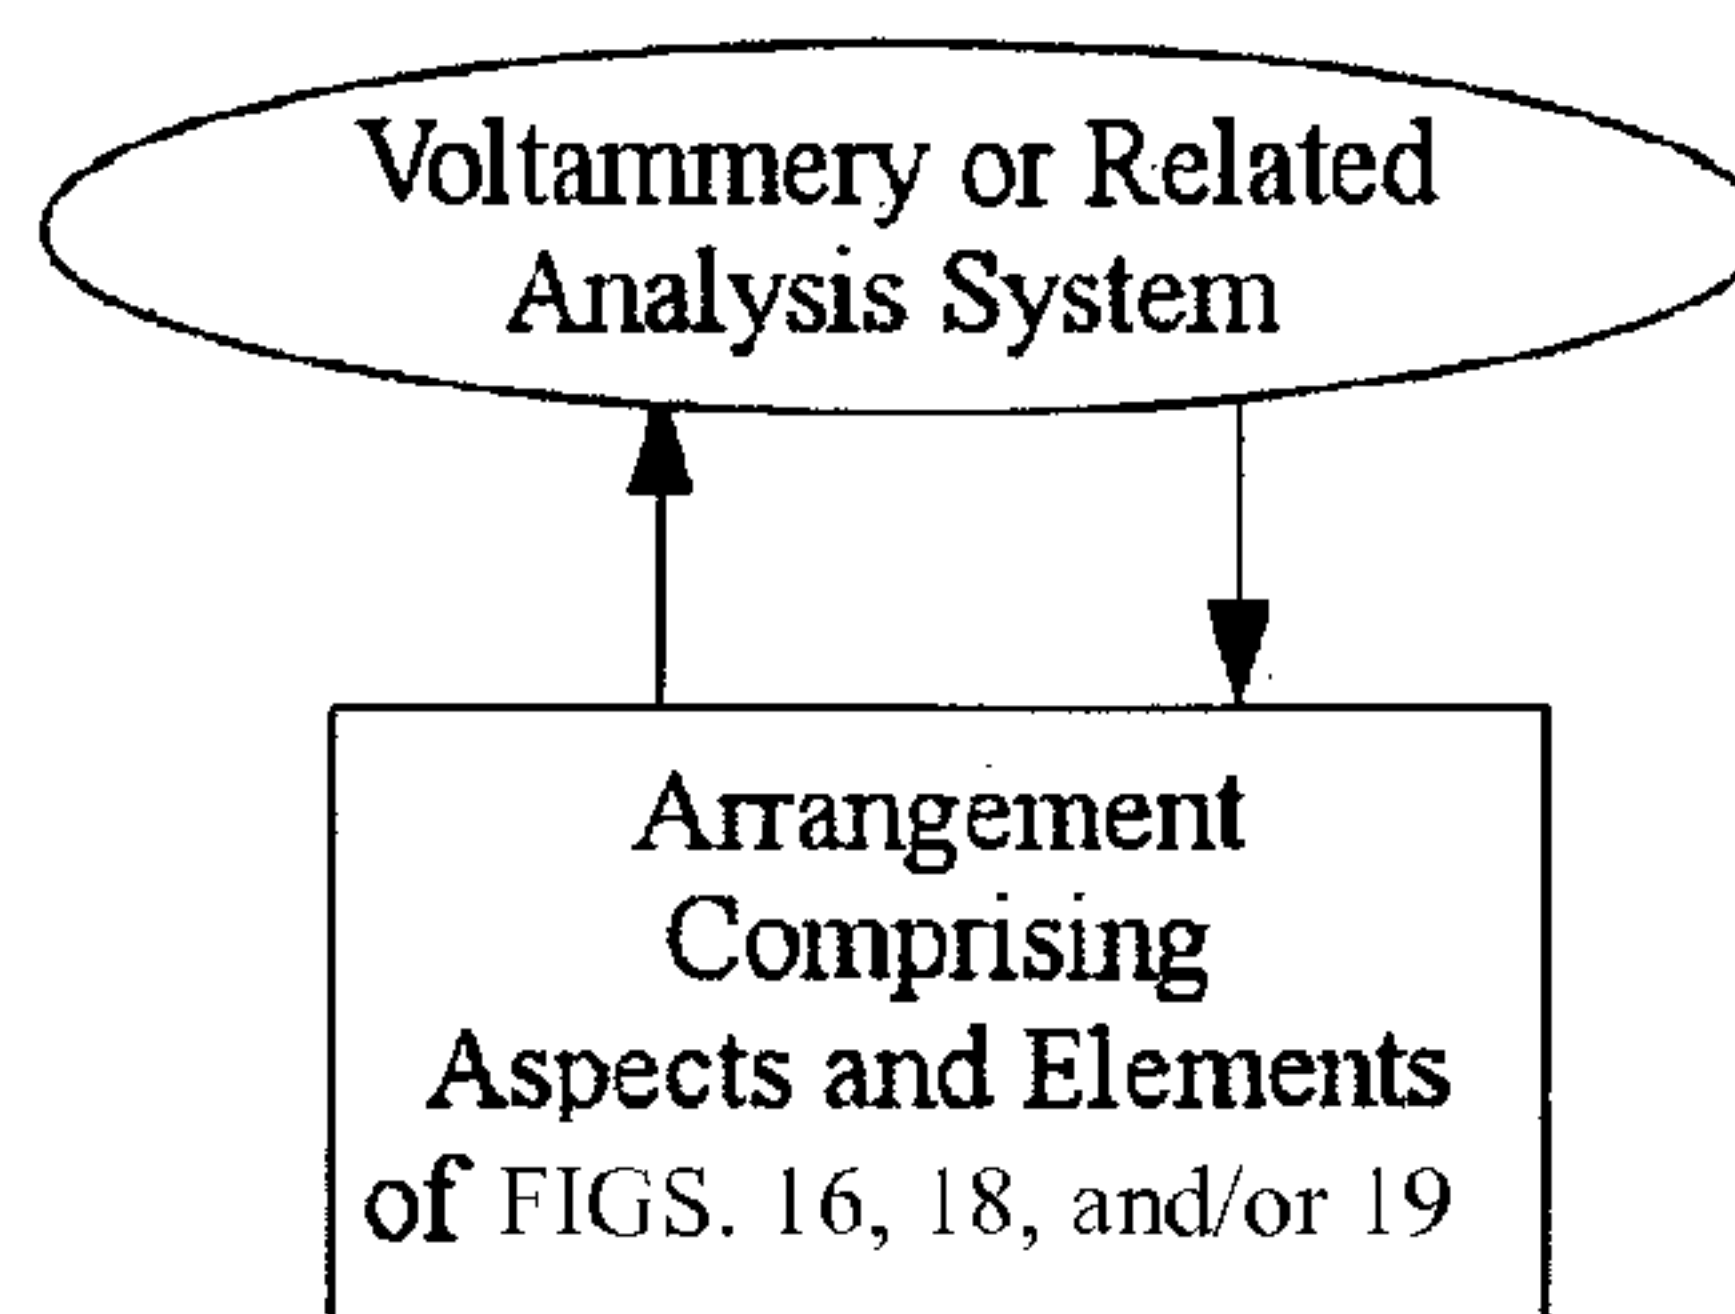 Voltammery or Related
Analysis System
Arrangement
Comprising
Aspects and Elements
of FIGS. 16, 18, and/or 19